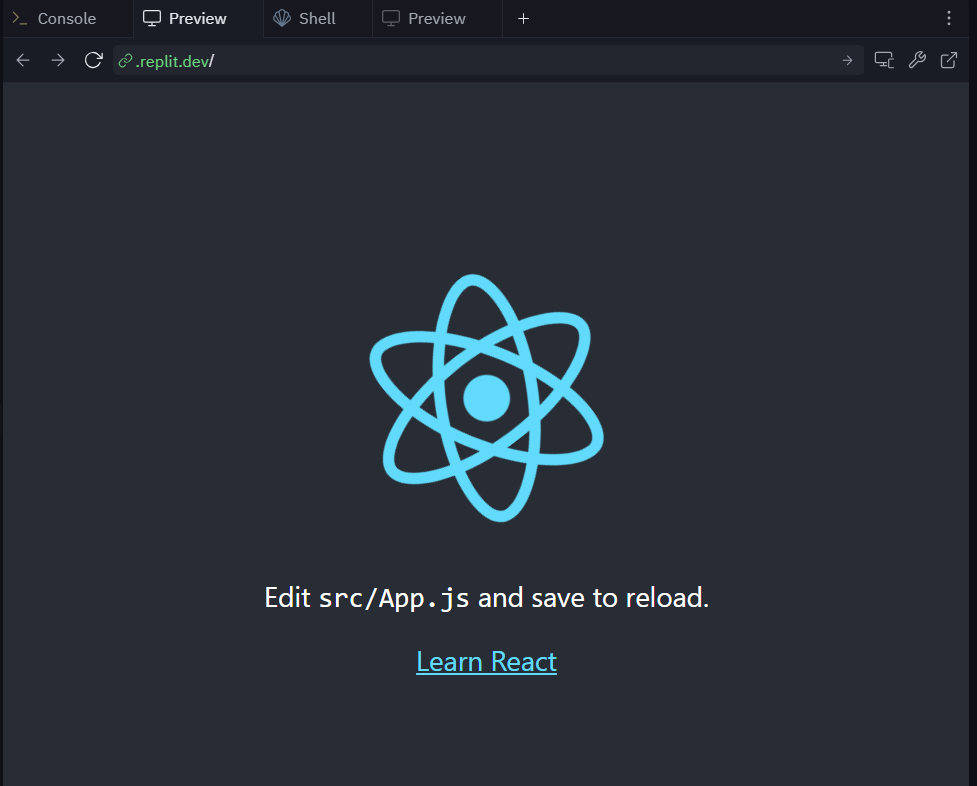 Console
Preview
Shell
Preview
.replit.dev/
Edit src/App.js and save to reload.
Learn React